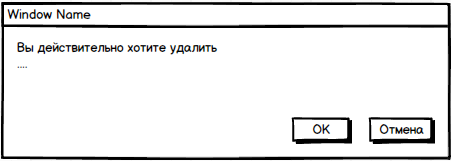 Window Name
Вы действительно хотите удалить
....
OK
Отмена